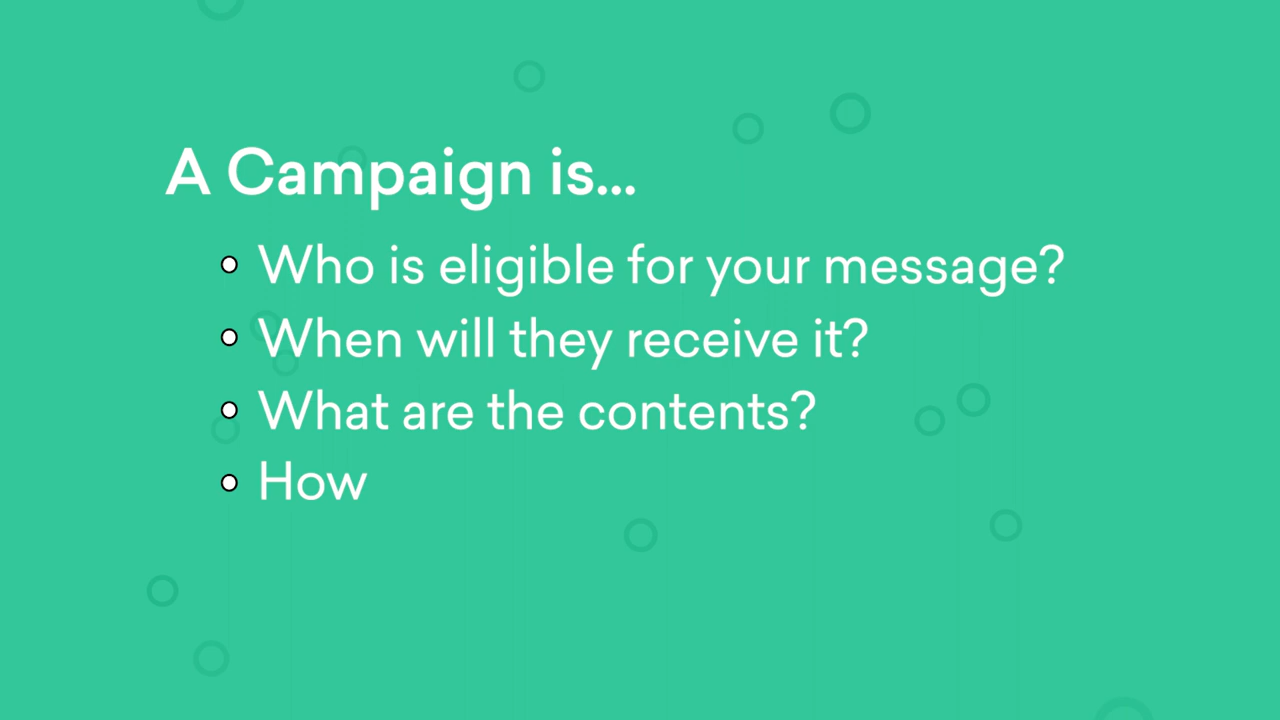 A Campaign is...
Who is eligible for your message?
When will they receive it?
What are the contents?
How